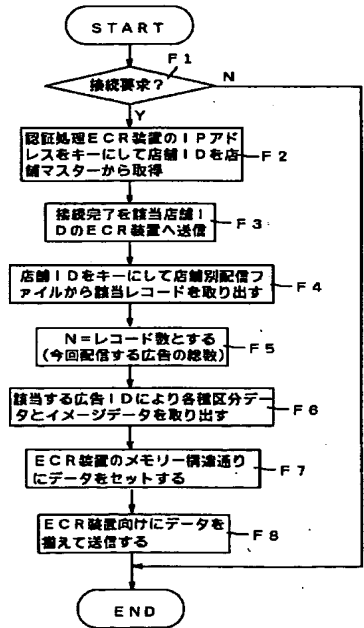 START
F1
接続要求?
N
Y
認証処理ECR装置のIPアド
レスをキーにして店舗IDを店
舗マスターから取得
F2
接続完了を該当店舗I
DのECR装置へ送信
F3
店舗IDをキーにして店舗別配信フ
ァイルから該当レコードを取り出す
F4
N=レコード数とする
(今回配信する広告の総数)
F5
該当する広告IDにより各種区分デー
タとイメージデータを取り出す
F6
ECR装置のメモリー構造通り
にデータをセットする
F7
ECR装置向けにデータを
揃えて送信する
F8
END